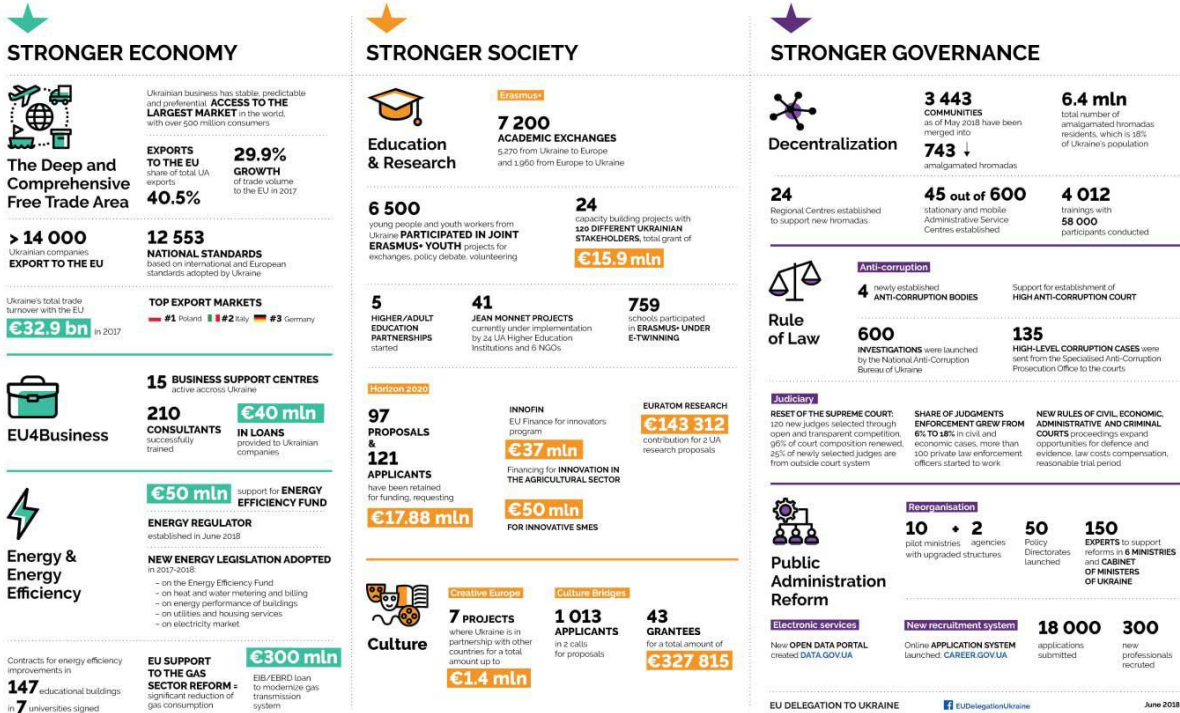 STRONGER ECONOMY
The Deep and
Comprehensive
Free Trade Area
Ukrainian business has stable, predictable
and preferential ACCESS TO THE
LARGEST MARKET in the world,
with over 500 million consumers
EXPORTS
TO THE EU
share of total UA
exports
40.5%
29.9%
GROWTH
of trade volume
to the EU in 2017
> 14 000
Ukrainian companies
EXPORT TO THE EU
12 553
NATIONAL STANDARDS
based on international and European
standards adopted by Ukraine
Ukraine's total trade
turnover with the EU
€32.9 bn in 2017
TOP EXPORT MARKETS
#1 Poland #2 Italy #3 Germany
EU4Business
15 BUSINESS SUPPORT CENTRES
active accross Ukraine
210
CONSULTANTS
successfully
trained
€40 mln
IN LOANS
provided to Ukrainian
companies
Energy &
Energy
Efficiency
€50 mln support for ENERGY
EFFICIENCY FUND
ENERGY REGULATOR
established in June 2018
NEW ENERGY LEGISLATION ADOPTED
in 2017-2018:
– on the Energy Efficiency Fund
– on heat and water metering and billing
– on energy performance of buildings
– on utilities and housing services
– on electricity market
Contracts for energy efficiency
improvements in
147 educational buildings
in 7 universities signed
EU SUPPORT
TO THE GAS
SECTOR REFORM =
significant reduction of
gas consumption
€300 mln
EIB/EBRD loan
to modernize gas
transmission
system
STRONGER SOCIETY
Education
& Research
Erasmus+
7 200
ACADEMIC EXCHANGES
5,270 from Ukraine to Europe
and 1,960 from Europe to Ukraine
6 500
young people and youth workers from
Ukraine PARTICIPATED IN JOINT
ERASMUS+ YOUTH projects for
exchanges, policy debate, volunteering
24
capacity building projects with
120 DIFFERENT UKRAINIAN
STAKEHOLDERS, total grant of
€15.9 mln
5
HIGHER/ADULT
EDUCATION
PARTNERSHIPS
started
41
JEAN MONNET PROJECTS
currently under implementation
by 24 UA Higher Education
Institutions and 6 NGOs
759
schools participated
in ERASMUS+ UNDER
E-TWINNING
Horizon 2020
97
PROPOSALS
&
121
APPLICANTS
have been retained
for funding, requesting
€17.88 mln
INNOFIN
EU Finance for innovators
program
€37 mln
Financing for INNOVATION IN
THE AGRICULTURAL SECTOR
€50 mln
FOR INNOVATIVE SMES
EURATOM RESEARCH
€143 312
contribution for 2 UA
research proposals
Culture
Creative Europe
7 PROJECTS
where Ukraine is in
partnership with other
countries for a total
amount up to
€1.4 mln
Culture Bridges
1 013
APPLICANTS
in 2 calls
for proposals
43
GRANTEES
for a total amount of
€327 815
STRONGER GOVERNANCE
Decentralization
3 443
COMMUNITIES
as of May 2018 have been
merged into
743 ↓
amalgamated hromadas
6.4 mln
total number of
amalgamated hromadas
residents, which is 18%
of Ukraine's population
24
Regional Centres established
to support new hromadas
45 out of 600
stationary and mobile
Administrative Service
Centres established
4 012
trainings with
58 000
participants conducted
Rule
of Law
Anti-corruption
4 newly established
ANTI-CORRUPTION BODIES
Support for establishment of
HIGH ANTI-CORRUPTION COURT
600
INVESTIGATIONS were launched
by the National Anti-Corruption
Bureau of Ukraine
135
HIGH-LEVEL CORRUPTION CASES were
sent from the Specialised Anti-Corruption
Prosecution Office to the courts
Judiciary
RESET OF THE SUPREME COURT:
120 new judges selected through
open and transparent competition,
96% of court composition renewed,
25% of newly selected judges are
from outside court system
SHARE OF JUDGMENTS
ENFORCEMENT GREW FROM
6% TO 18% in civil and
economic cases, more than
100 private law enforcement
officers started to work
NEW RULES OF CIVIL, ECONOMIC,
ADMINISTRATIVE AND CRIMINAL
COURTS proceedings expand
opportunities for defence and
evidence, law costs compensation,
reasonable trial period
Public
Administration
Reform
Reorganisation
10 + 2
pilot ministries agencies
with upgraded structures
50
Policy
Directorates
launched
150
EXPERTS to support
reforms in 6 MINISTRIES
and CABINET
OF MINISTERS
OF UKRAINE
Electronic services
New OPEN DATA PORTAL
created DATA.GOV.UA
New recruitment system
Online APPLICATION SYSTEM
launched: CAREER.GOV.UA
18 000
applications
submitted
300
new
professionals
recruted
EU DELEGATION TO UKRAINE
EUDelegationUkraine
June 2018